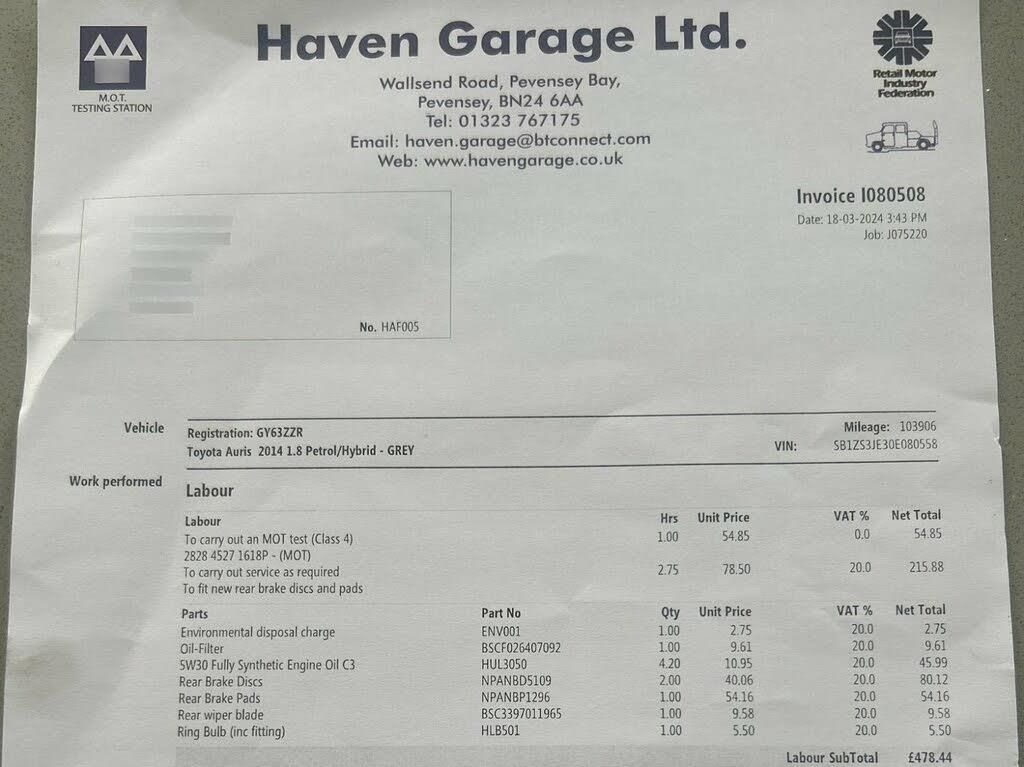 Haven Garage Ltd.
Wallsend Road, Pevensey Bay,
Pevensey, BN24 6AA
Tel: 01323 767175
Email: haven.garage@btconnect.com
Web: www.havengarage.co.uk
M.O.T.
TESTING STATION
Retail Motor
Industry
Federation
Invoice I080508
Date: 18-03-2024 3:43 PM
Job: J075220
No. HAF005
Vehicle Registration: GY63ZZR Mileage: 103906
Toyota Auris 2014 1.8 Petrol/Hybrid - GREY VIN: SB1ZS3JE30E080558
Work performed Labour
Labour Hrs Unit Price VAT % Net Total
To carry out an MOT test (Class 4) 1.00 54.85 0.0 54.85
2828 4527 1618P - (MOT)
To carry out service as required 2.75 78.50 20.0 215.88
To fit new rear brake discs and pads
Parts Part No Qty Unit Price VAT % Net Total
Environmental disposal charge ENV001 1.00 2.75 20.0 2.75
Oil-Filter BSCF026407092 1.00 9.61 20.0 9.61
5W30 Fully Synthetic Engine Oil C3 HUL3050 4.20 10.95 20.0 45.99
Rear Brake Discs NPANBD5109 2.00 40.06 20.0 80.12
Rear Brake Pads NPANBP1296 1.00 54.16 20.0 54.16
Rear wiper blade BSC3397011965 1.00 9.58 20.0 9.58
Ring Bulb (inc fitting) HLB501 1.00 5.50 20.0 5.50
Labour SubTotal £478.44